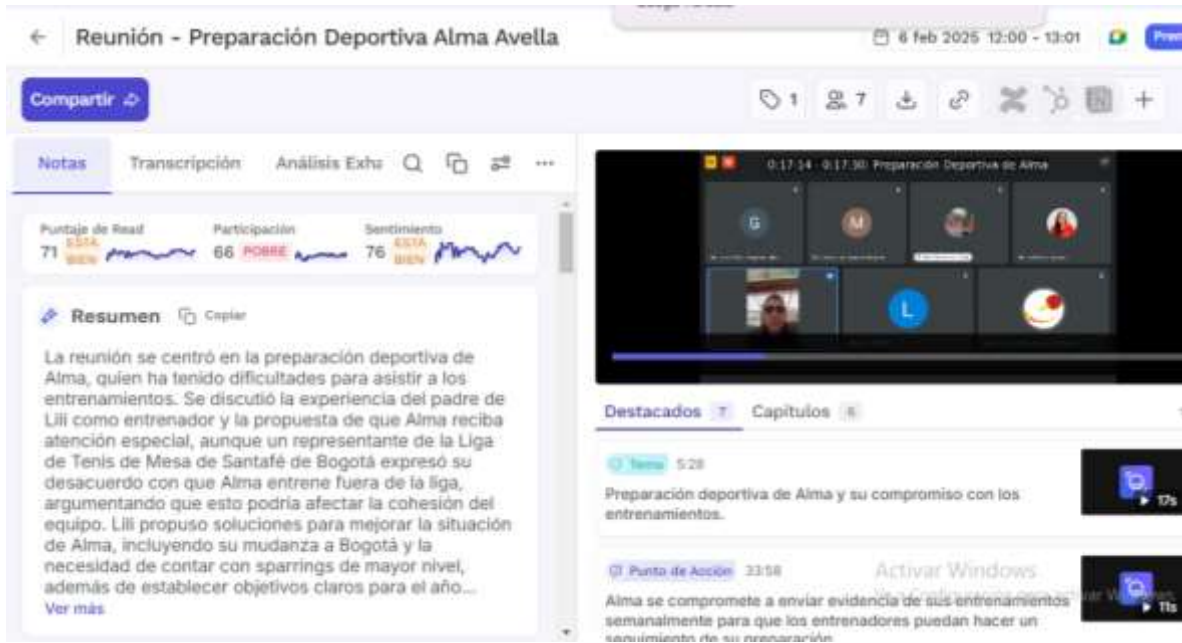 Reunión - Preparación Deportiva Alma Avella
6 feb 2025 12:00 - 13:01
Prem
Compartir
1
7
Notas
Transcripción
Análisis Exha
Puntaje de Read
71 ESTÁ BIEN
Participación
66 POBRE
Sentimiento
76 ESTÁ BIEN
Resumen
Copiar
La reunión se centró en la preparación deportiva de
Alma, quien ha tenido dificultades para asistir a los
entrenamientos. Se discutió la experiencia del padre de
Lili como entrenador y la propuesta de que Alma reciba
atención especial, aunque un representante de la Liga
de Tenis de Mesa de Santafé de Bogotá expresó su
desacuerdo con que Alma entrene fuera de la liga,
argumentando que esto podría afectar la cohesión del
equipo. Lili propuso soluciones para mejorar la situación
de Alma, incluyendo su mudanza a Bogotá y la
necesidad de contar con sparrings de mayor nivel,
además de establecer objetivos claros para el año...
Ver más
0:17:14 - 0:17:30: Preparación Deportiva de Alma
G
M
L
Destacados 7
Capítulos 6
Tema 5:28
Preparación deportiva de Alma y su compromiso con los
entrenamientos.
17s
Punto de Acción 33:58
Alma se compromete a enviar evidencia de sus entrenamientos
semanalmente para que los entrenadores puedan hacer un
seguimiento de su preparación
11s
Activar Windows